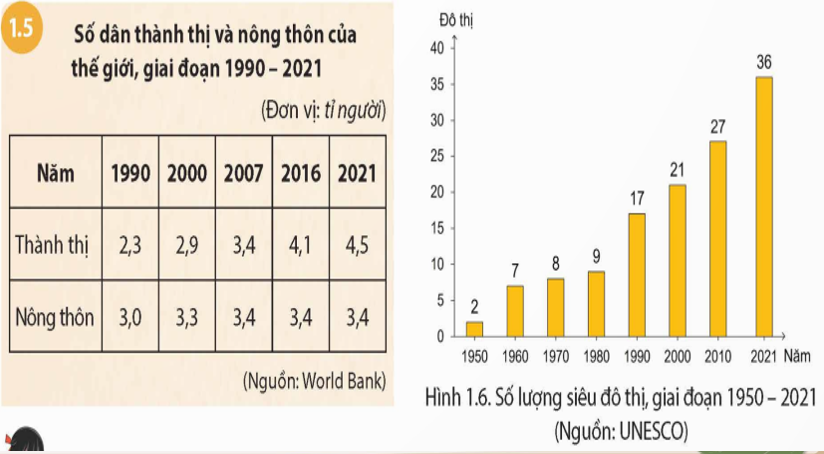 1.5
Số dân thành thị và nông thôn của
thế giới, giai đoạn 1990 – 2021
(Đơn vị: tỉ người)
Năm 1990 2000 2007 2016 2021
Thành thị 2,3 2,9 3,4 4,1 4,5
Nông thôn 3,0 3,3 3,4 3,4 3,4
(Nguồn: World Bank)
Đô thị
40
35
30
25
20
15
10
5
0
2
7
8
9
17
21
27
36
1950 1960 1970 1980 1990 2000 2010 2021 Năm
Hình 1.6. Số lượng siêu đô thị, giai đoạn 1950 – 2021
(Nguồn: UNESCO)